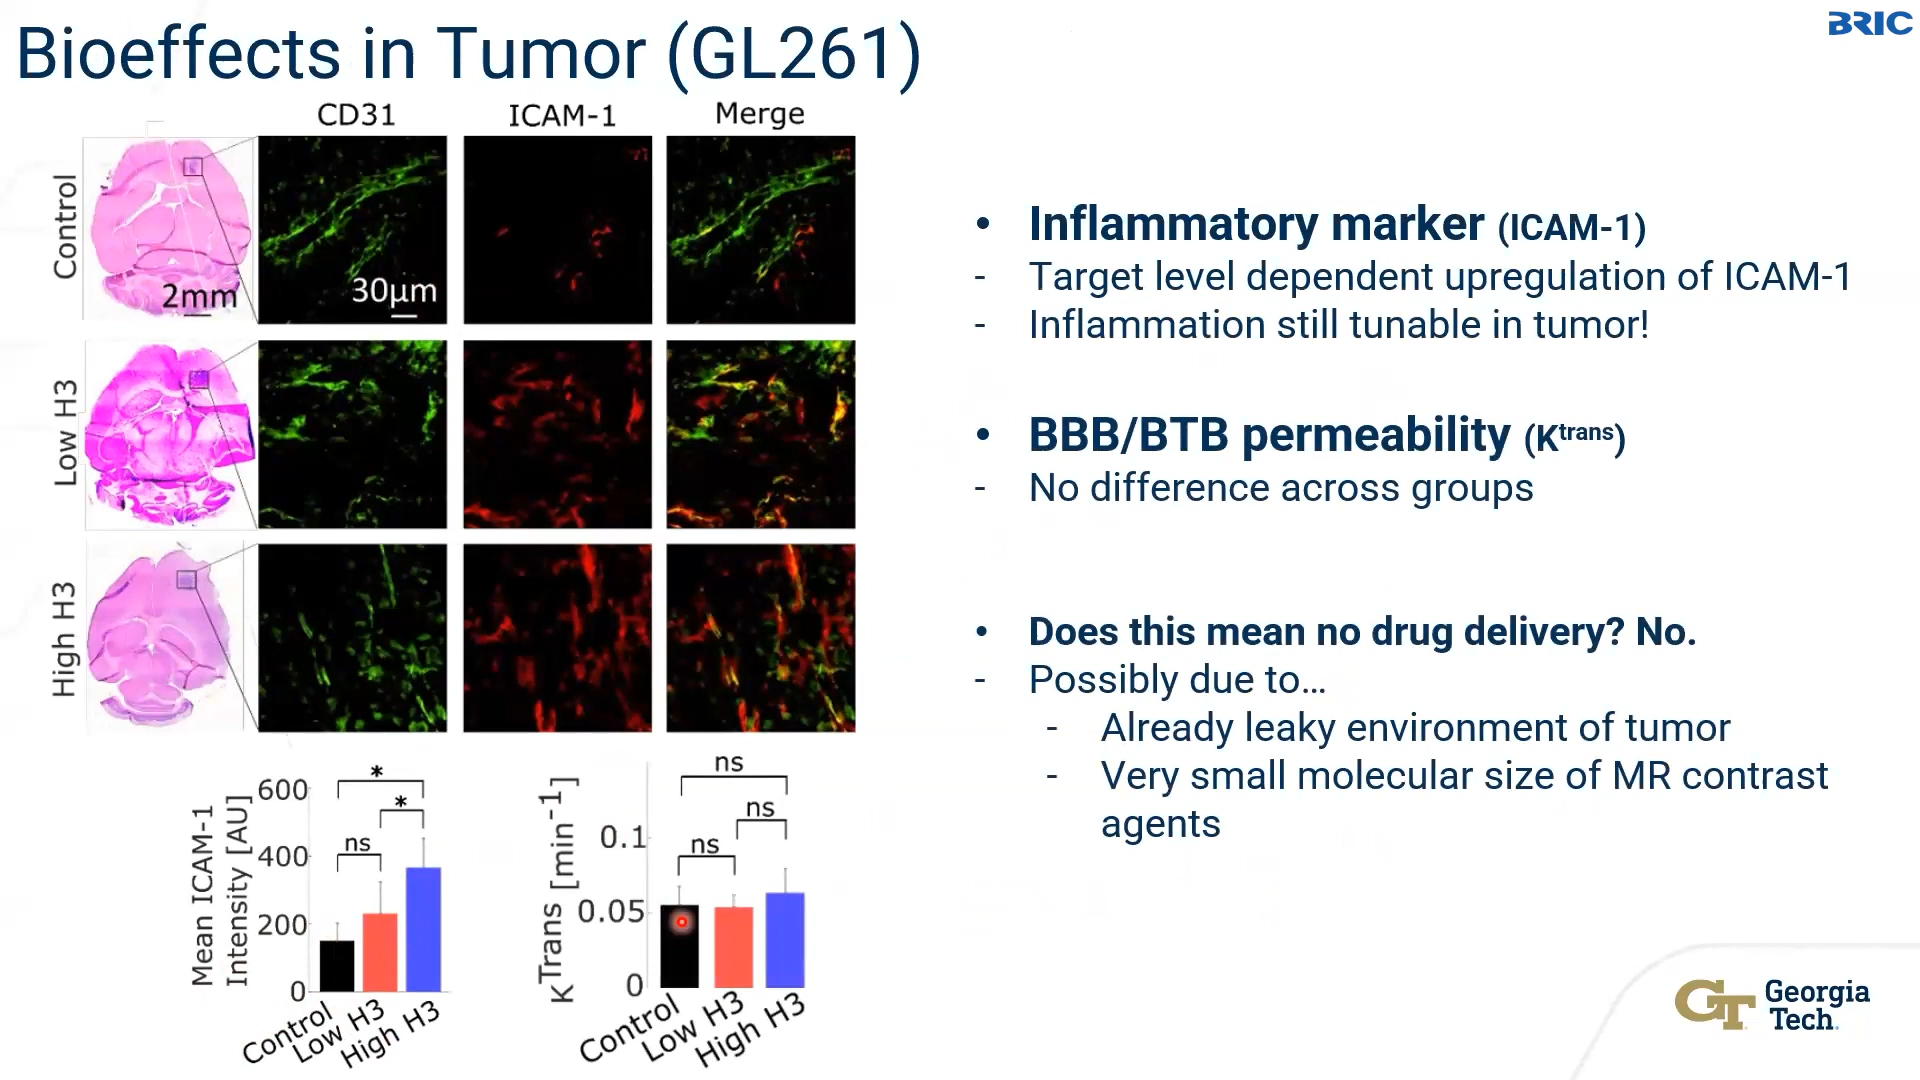 Bioeffects in Tumor (GL261)
BRIC
CD31 ICAM-1 Merge
Control
2mm
30µm
Low H3
High H3
• Inflammatory marker (ICAM-1)
- Target level dependent upregulation of ICAM-1
- Inflammation still tunable in tumor!
• BBB/BTB permeability (Ktrans)
- No difference across groups
• Does this mean no drug delivery? No.
- Possibly due to…
- Already leaky environment of tumor
- Very small molecular size of MR contrast
agents
Mean ICAM-1
Intensity [AU]
600
400
200
0
*
*
ns
Control
Low H3
High H3
KTrans [min-1]
0.1
0.05
0
ns
ns
ns
Control
Low H3
High H3
GT Georgia
Tech.